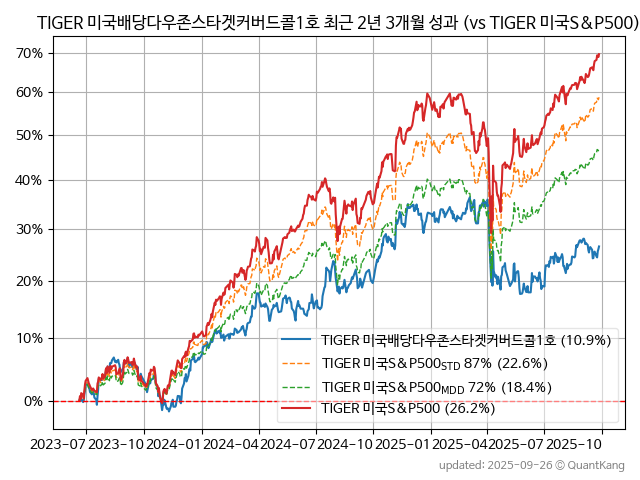 TIGER 미국배당다우존스타겟커버드콜1호 최근 2년 3개월 성과 (vs TIGER 미국S&P500)
70%
60%
50%
40%
30%
20%
10%
0%
TIGER 미국배당다우존스타겟커버드콜1호 (10.9%)
TIGER 미국S&P500STD 87% (22.6%)
TIGER 미국S&P500MDD 72% (18.4%)
TIGER 미국S&P500 (26.2%)
2023-07 2023-10 2024-01 2024-04 2024-07 2024-10 2025-01 2025-04 2025-07 2025-10
updated: 2025-09-26 © QuantKang